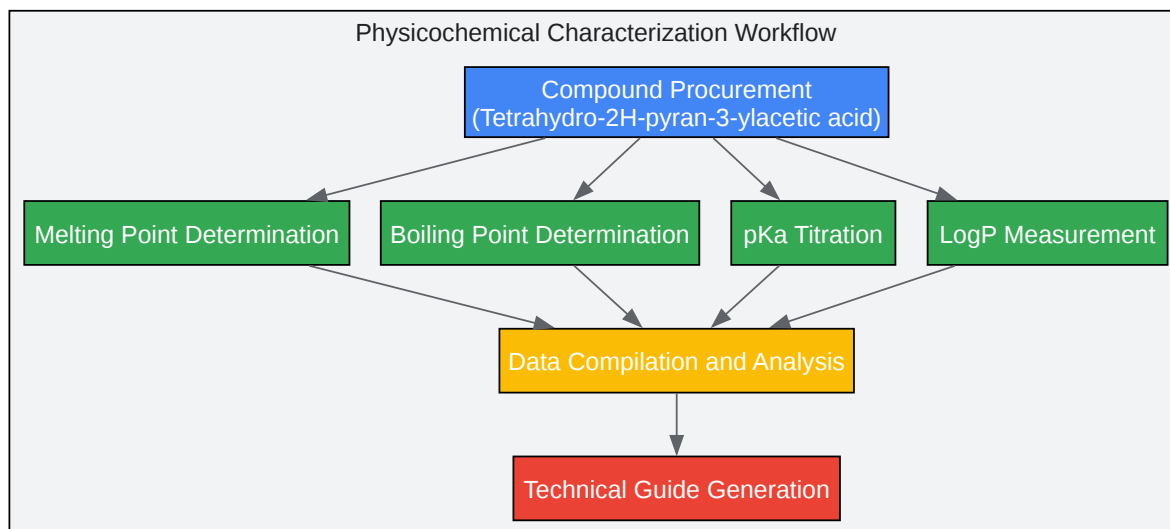 Physicochemical Characterization Workflow
Compound Procurement
(Tetrahydro-2H-pyran-3-ylacetic acid)
Melting Point Determination
Boiling Point Determination
pKa Titration
LogP Measurement
Data Compilation and Analysis
Technical Guide Generation